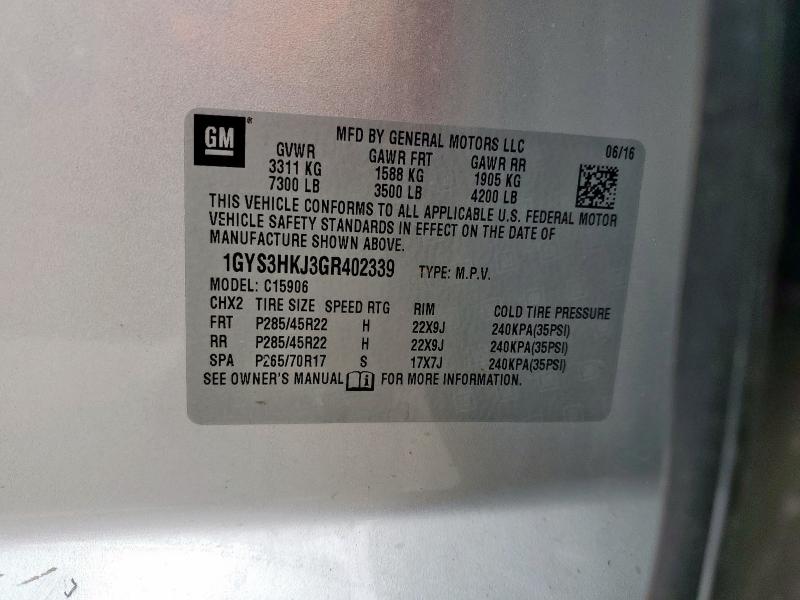 GM®
MFD BY GENERAL MOTORS LLC
06/16
GVWR GAWR FRT GAWR RR
3311 KG 1588 KG 1905 KG
7300 LB 3500 LB 4200 LB
THIS VEHICLE CONFORMS TO ALL APPLICABLE U.S. FEDERAL MOTOR
VEHICLE SAFETY STANDARDS IN EFFECT ON THE DATE OF
MANUFACTURE SHOWN ABOVE.
1GYS3HKJ3GR402339 TYPE: M.P.V.
MODEL: C15906
CHX2 TIRE SIZE SPEED RTG RIM COLD TIRE PRESSURE
FRT P285/45R22 H 22X9J 240KPA(35PSI)
RR P285/45R22 H 22X9J 240KPA(35PSI)
SPA P265/70R17 S 17X7J 240KPA(35PSI)
SEE OWNER'S MANUAL FOR MORE INFORMATION.